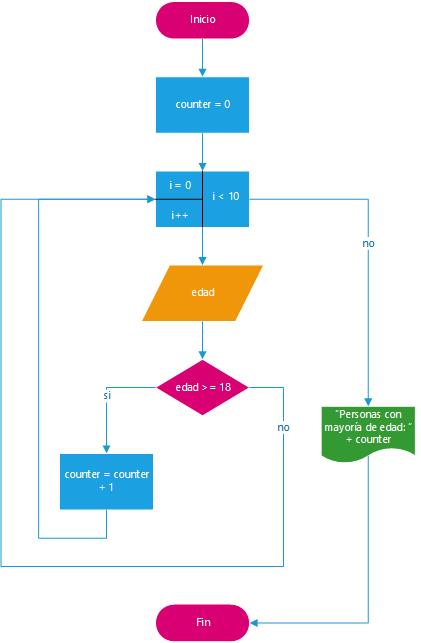 Inicio
counter = 0
i = 0
i < 10
i++
no
edad
edad >= 18
si
no
"Personas con
mayoría de edad: "
+ counter
counter = counter
+ 1
Fin